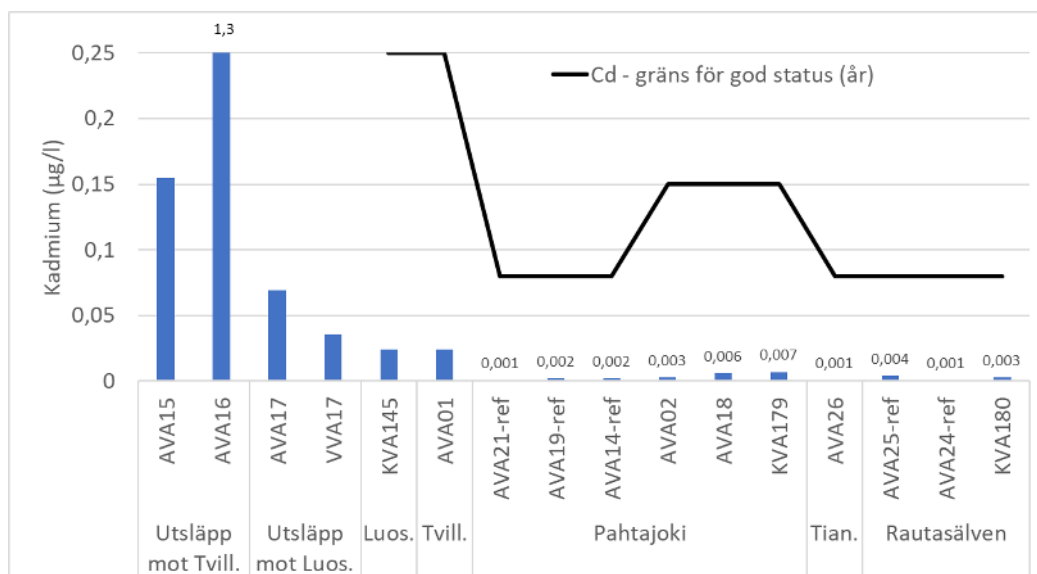 1,3
0,25
0,2
0,15
0,1
0,05
0
Kadmium (µg/l)
Cd - gräns för god status (år)
0,001
0,002
0,002
0,003
0,006
0,007
0,001
0,004
0,001
0,003
AVA15
AVA16
AVA17
VVA17
KVA145
AVA01
AVA21-ref
AVA19-ref
AVA14-ref
AVA02
AVA18
KVA179
AVA26
AVA25-ref
AVA24-ref
KVA180
Utsläpp
mot Tvill.
Utsläpp
mot Luos.
Luos.
Tvill.
Pahtajoki
Tian.
Rautasälven